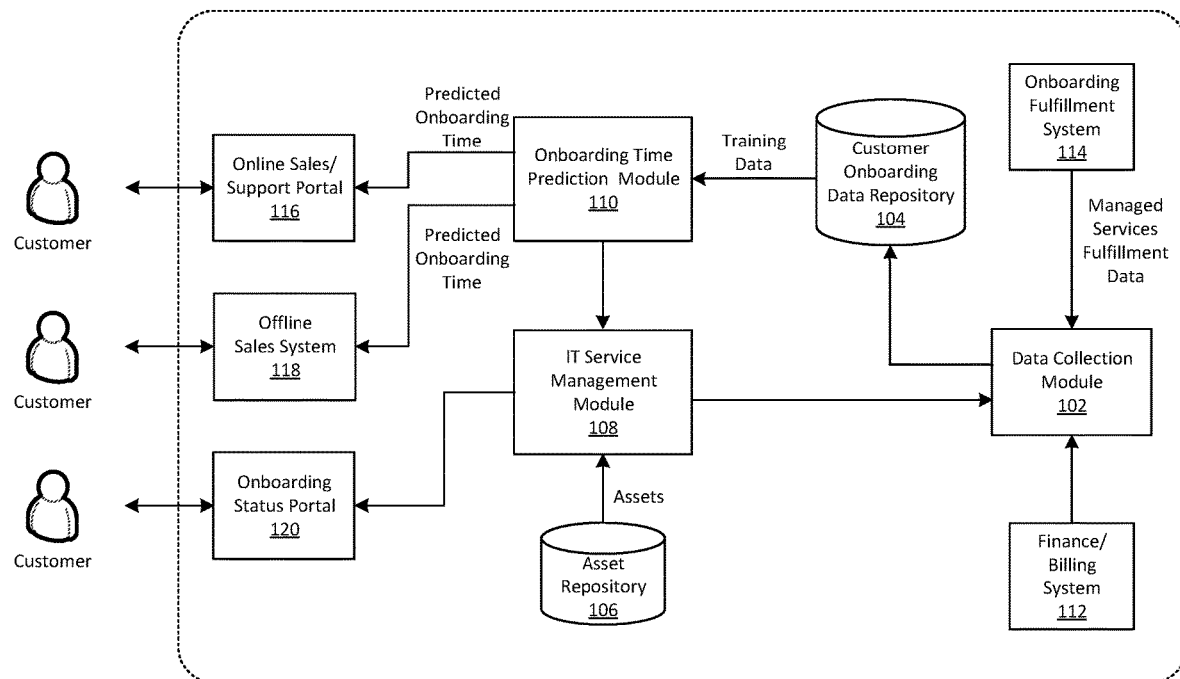 Predicted
Onboarding
Time
Online Sales/
Support Portal
116
Customer
Onboarding Time
Prediction Module
110
Training
Data
Customer
Onboarding
Data Repository
104
Onboarding
Fulfillment
System
114
Managed
Services
Fulfillment
Data
Predicted
Onboarding
Time
Offline
Sales System
118
Customer
IT Service
Management
Module
108
Data Collection
Module
102
Onboarding
Status Portal
120
Customer
Assets
Asset
Repository
106
Finance/
Billing
System
112